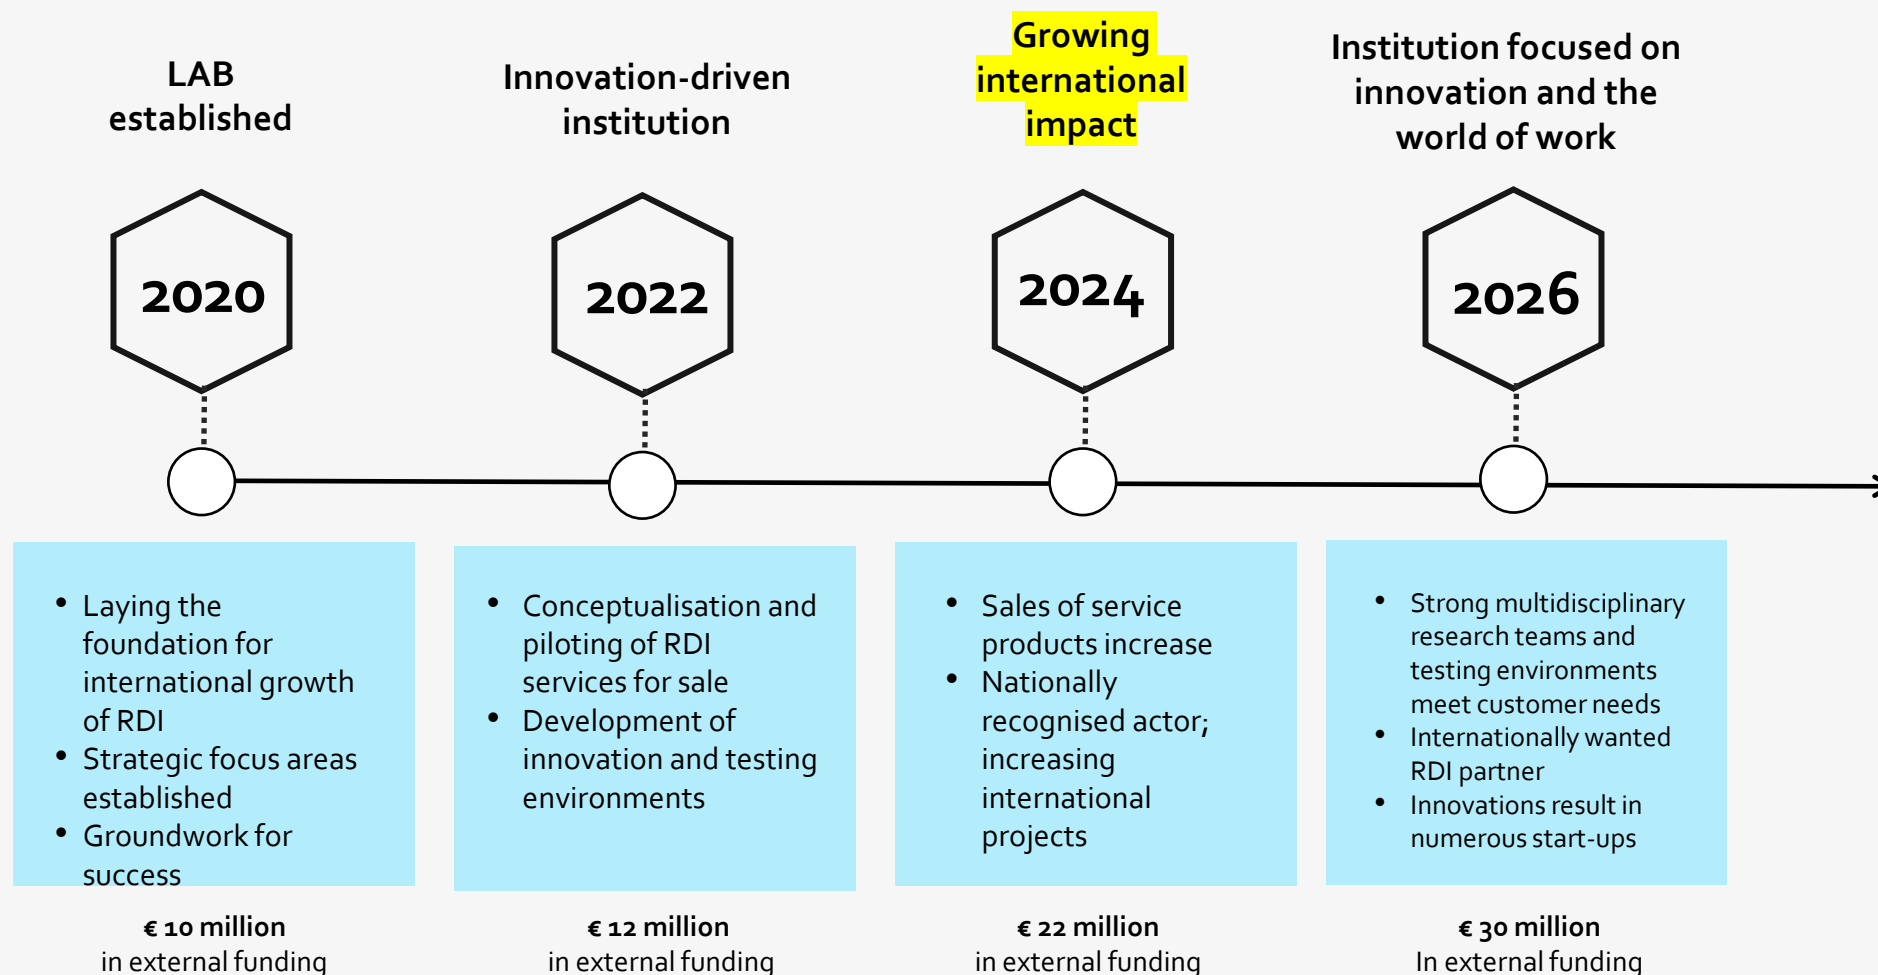 LAB
established
Innovation-driven
institution
Growing
international
impact
Institution focused on
innovation and the
world of work
2020
2022
2024
2026
• Laying the
foundation for
international growth
of RDI
• Strategic focus areas
established
• Groundwork for
success
• Conceptualisation and
piloting of RDI
services for sale
• Development of
innovation and testing
environments
• Sales of service
products increase
• Nationally
recognised actor;
increasing
international
projects
• Strong multidisciplinary
research teams and
testing environments
meet customer needs
• Internationally wanted
RDI partner
• Innovations result in
numerous start-ups
€ 10 million
in external funding
€ 12 million
in external funding
€ 22 million
in external funding
€ 30 million
In external funding